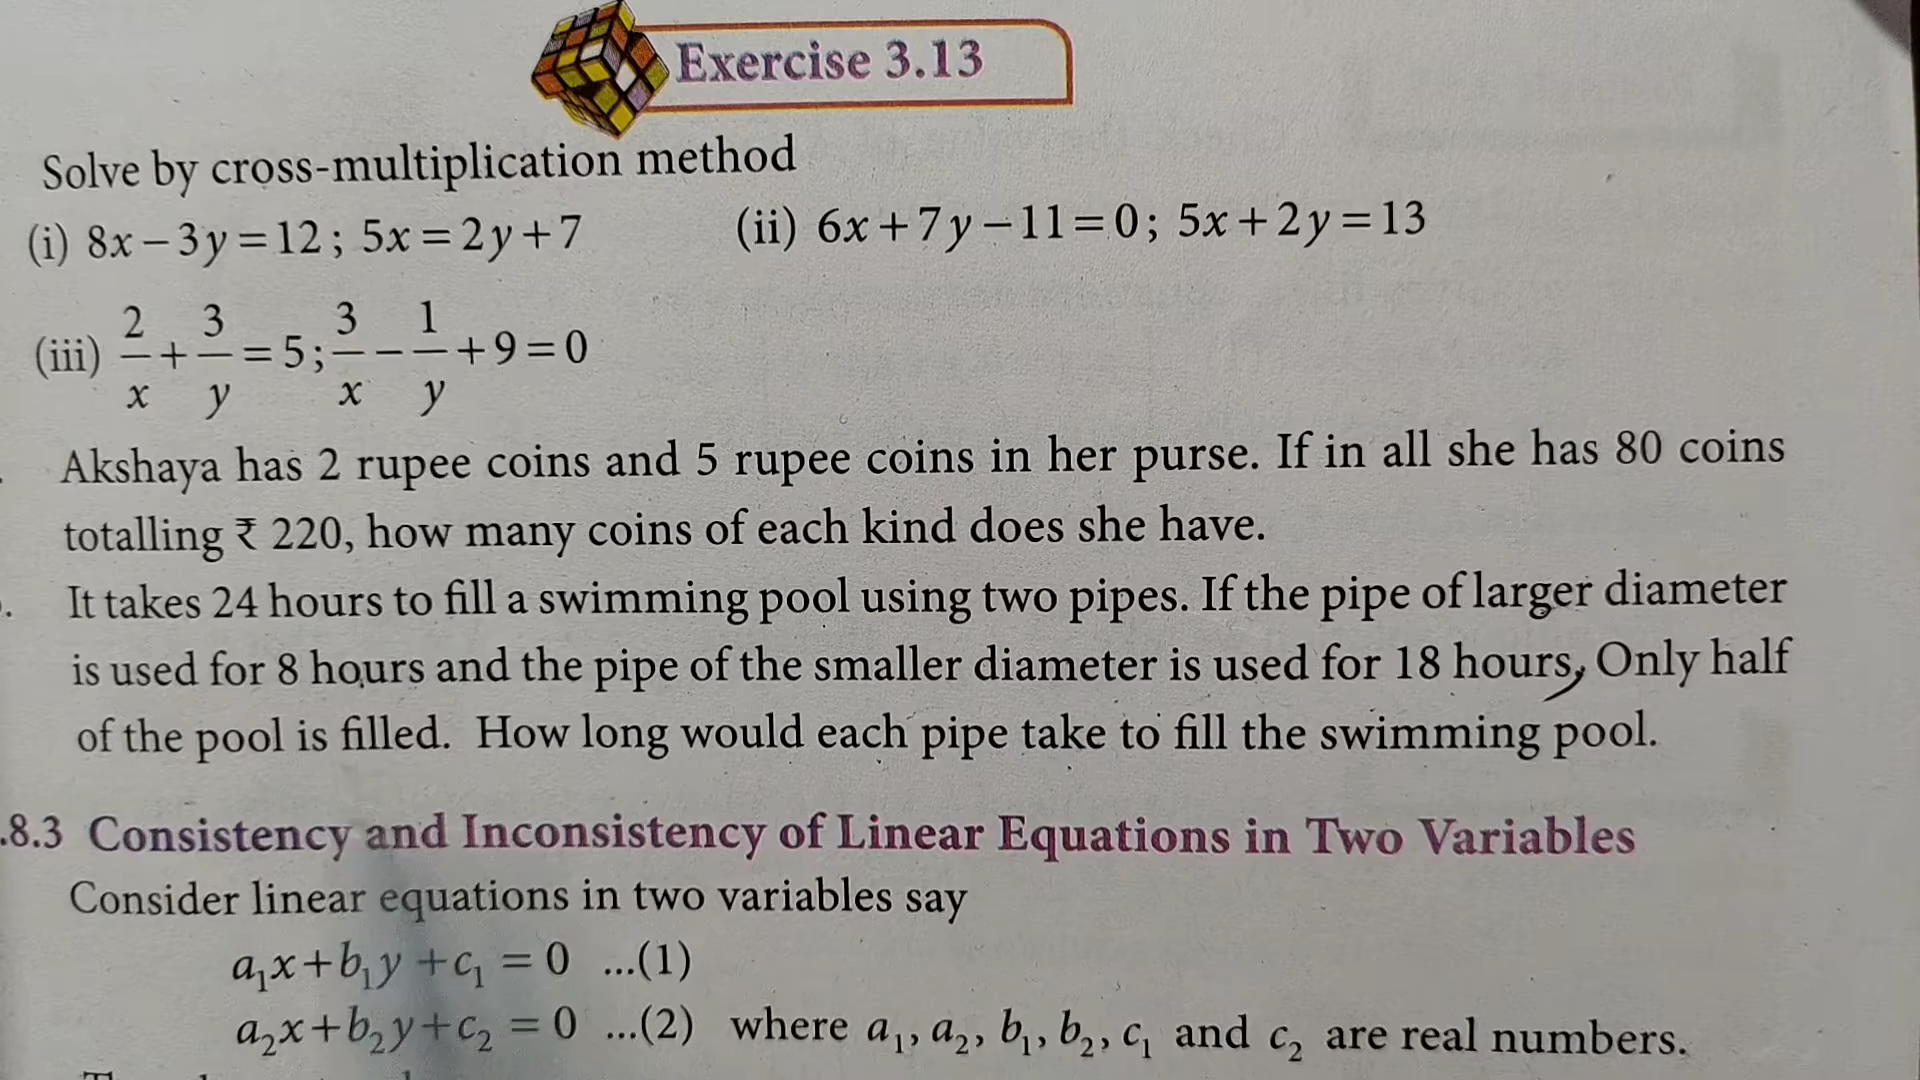 Exercise 3.13
Solve by cross-multiplication method
(i) 8x – 3y = 12 ; 5x = 2y + 7 (ii) 6x + 7y – 11 = 0 ; 5x + 2y = 13
(iii) 2/x + 3/y = 5 ; 3/x – 1/y + 9 = 0
Akshaya has 2 rupee coins and 5 rupee coins in her purse. If in all she has 80 coins
totalling ₹ 220, how many coins of each kind does she have.
It takes 24 hours to fill a swimming pool using two pipes. If the pipe of larger diameter
is used for 8 hours and the pipe of the smaller diameter is used for 18 hours, Only half
of the pool is filled. How long would each pipe take to fill the swimming pool.
.8.3 Consistency and Inconsistency of Linear Equations in Two Variables
Consider linear equations in two variables say
a₁x + b₁y + c₁ = 0 ...(1)
a₂x + b₂y + c₂ = 0 ...(2) where a₁, a₂, b₁, b₂, c₁ and c₂ are real numbers.